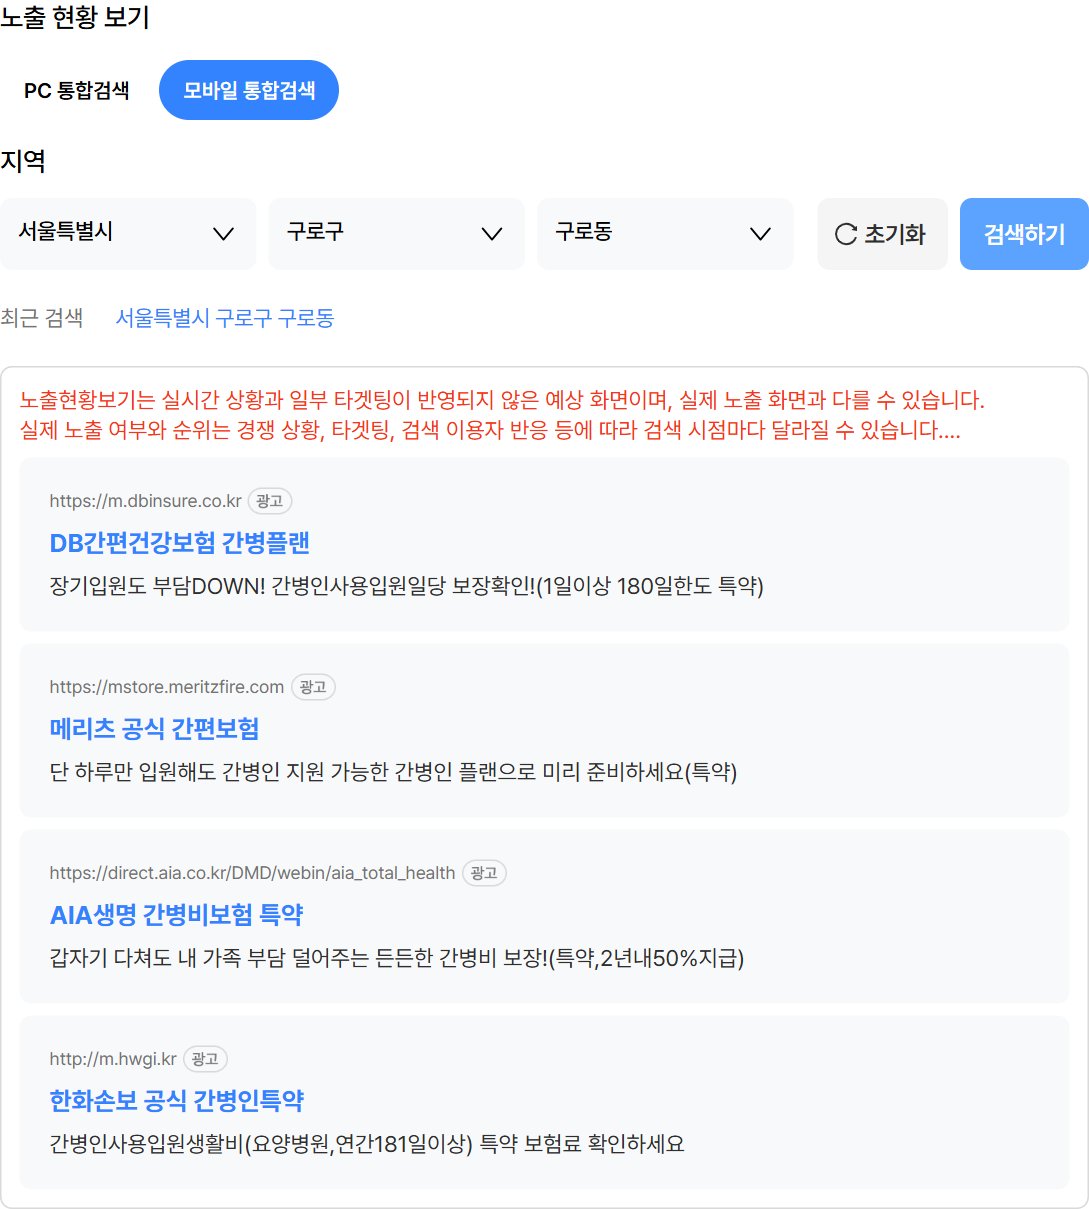 노출 현황 보기
PC 통합검색 모바일 통합검색
지역
서울특별시 구로구 구로동 초기화 검색하기
최근 검색 서울특별시 구로구 구로동
노출현황보기는 실시간 상황과 일부 타겟팅이 반영되지 않은 예상 화면이며, 실제 노출 화면과 다를 수 있습니다.
실제 노출 여부와 순위는 경쟁 상황, 타겟팅, 검색 이용자 반응 등에 따라 검색 시점마다 달라질 수 있습니다....
https://m.dbinsure.co.kr 광고
DB간편건강보험 간병플랜
장기입원도 부담DOWN! 간병인사용입원일당 보장확인!(1일이상 180일한도 특약)
https://mstore.meritzfire.com 광고
메리츠 공식 간편보험
단 하루만 입원해도 간병인 지원 가능한 간병인 플랜으로 미리 준비하세요(특약)
https://direct.aia.co.kr/DMD/webin/aia_total_health 광고
AIA생명 간병비보험 특약
갑자기 다쳐도 내 가족 부담 덜어주는 든든한 간병비 보장!(특약,2년내50%지급)
http://m.hwgi.kr 광고
한화손보 공식 간병인특약
간병인사용입원생활비(요양병원,연간181일이상) 특약 보험료 확인하세요